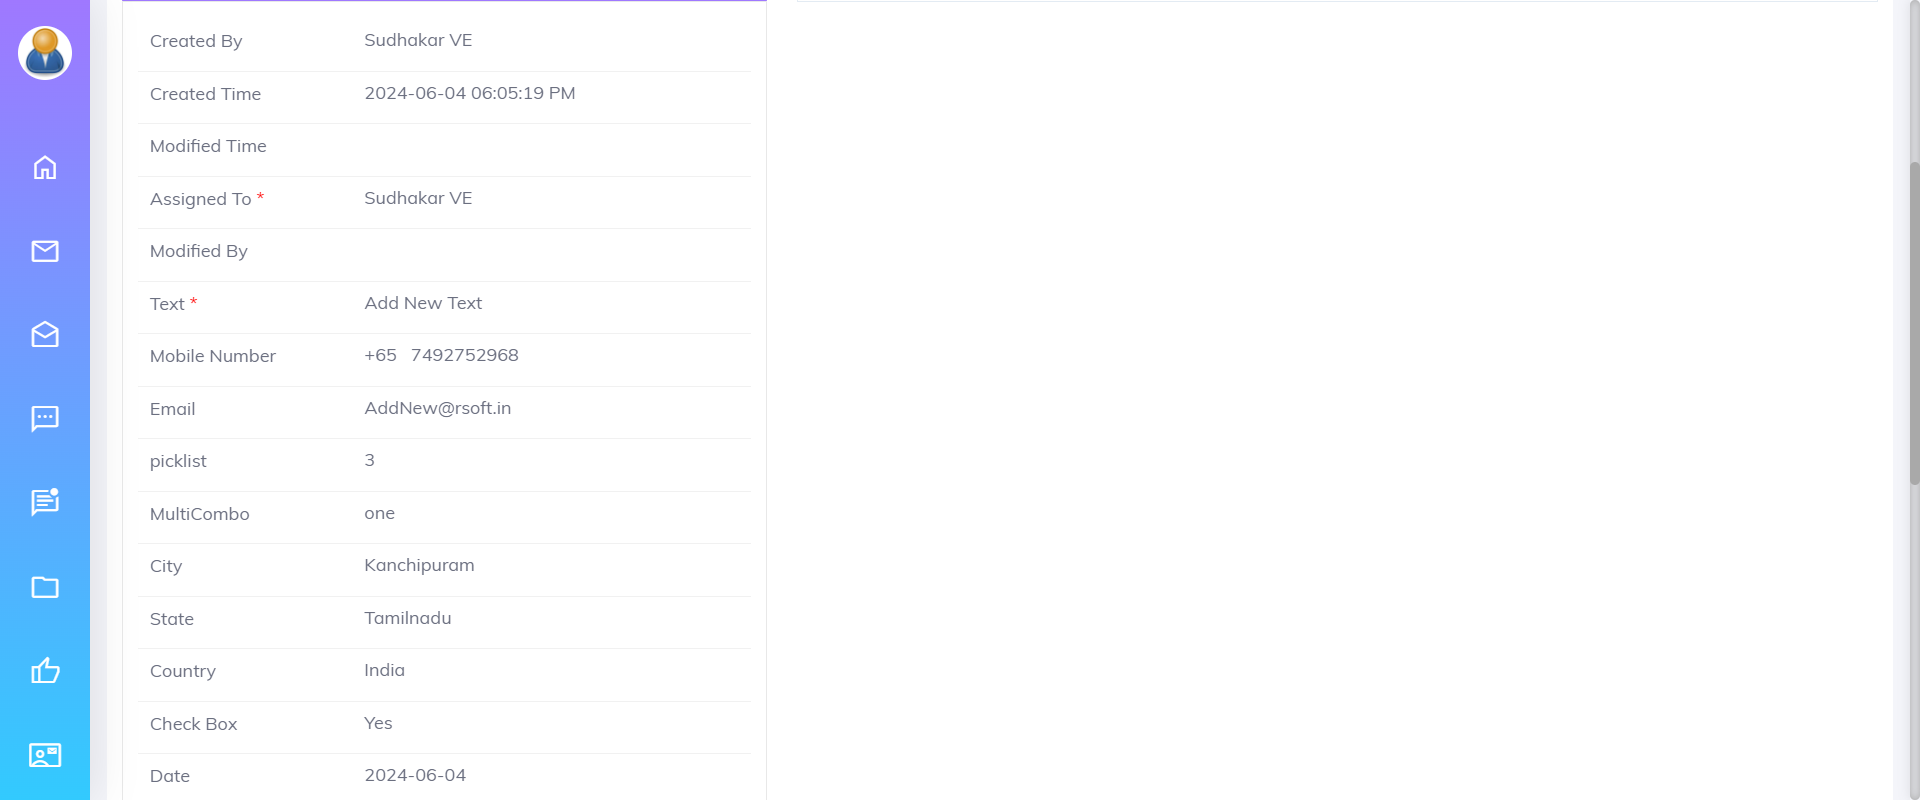 Created By Sudhakar VE
Created Time 2024-06-04 06:05:19 PM
Modified Time
Assigned To * Sudhakar VE
Modified By
Text * Add New Text
Mobile Number +65 7492752968
Email AddNew@rsoft.in
picklist 3
MultiCombo one
City Kanchipuram
State Tamilnadu
Country India
Check Box Yes
Date 2024-06-04